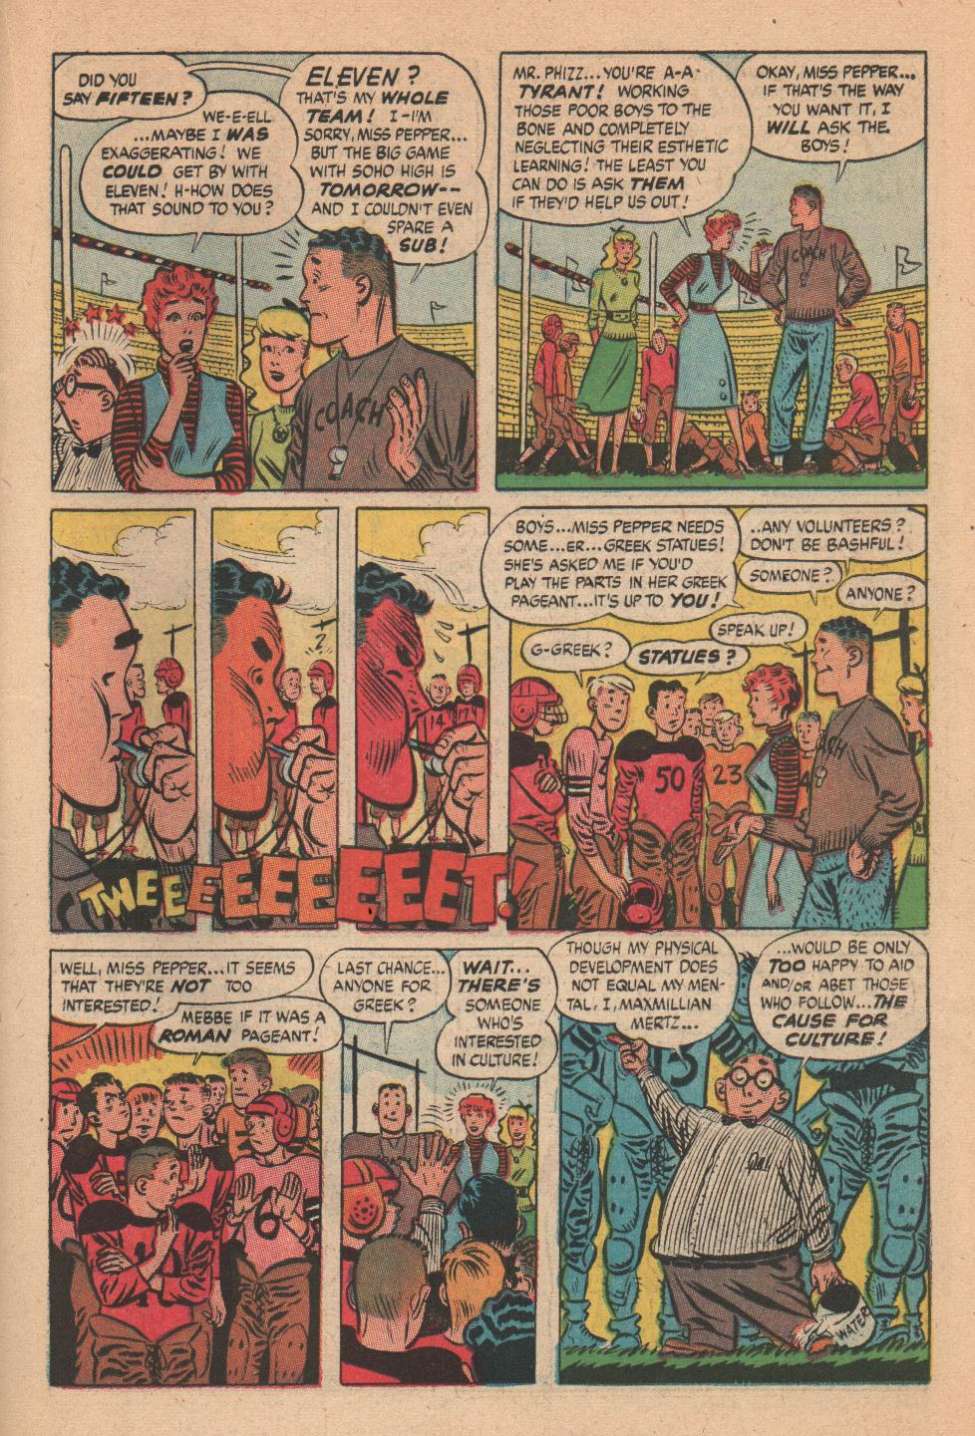 DID YOU
SAY FIFTEEN?
WE-E-ELL
...MAYBE I WAS
EXAGGERATING! WE
COULD GET BY WITH
ELEVEN! H-HOW DOES
THAT SOUND TO YOU?
ELEVEN?
THAT'S MY WHOLE
TEAM! I-I'M
SORRY, MISS PEPPER...
BUT THE BIG GAME
WITH SOHO HIGH IS
TOMORROW--
AND I COULDN'T EVEN
SPARE A
SUB!
COACH
MR. PHIZZ...YOU'RE A-A-
TYRANT! WORKING
THOSE POOR BOYS TO THE
BONE AND COMPLETELY
NEGLECTING THEIR ESTHETIC
LEARNING! THE LEAST YOU
CAN DO IS ASK THEM
IF THEY'D HELP US OUT!
OKAY, MISS PEPPER...
IF THAT'S THE WAY
YOU WANT IT, I
WILL ASK THE
BOYS!
COACH
?
14
17
TWEEEEEEEEEEET!
BOYS...MISS PEPPER NEEDS
SOME...ER...GREEK STATUES!
SHE'S ASKED ME IF YOU'D
PLAY THE PARTS IN HER GREEK
PAGEANT...IT'S UP TO YOU!
..ANY VOLUNTEERS?
DON'T BE BASHFUL!
SOMEONE?
ANYONE?
SPEAK UP!
G-GREEK?
STATUES?
50
23
4
COACH
WELL, MISS PEPPER...IT SEEMS
THAT THEY'RE NOT TOO
INTERESTED!
MEBBE IF IT WAS A
ROMAN PAGEANT!
6
LAST CHANCE...
ANYONE FOR
GREEK?
WAIT...
THERE'S
SOMEONE
WHO'S
INTERESTED
IN CULTURE!
THOUGH MY PHYSICAL
DEVELOPMENT DOES
NOT EQUAL MY MEN-
TAL, I, MAXMILLIAN
MERTZ...
...WOULD BE ONLY
TOO HAPPY TO AID
AND/OR ABET THOSE
WHO FOLLOW...THE
CAUSE FOR
CULTURE!
WATER